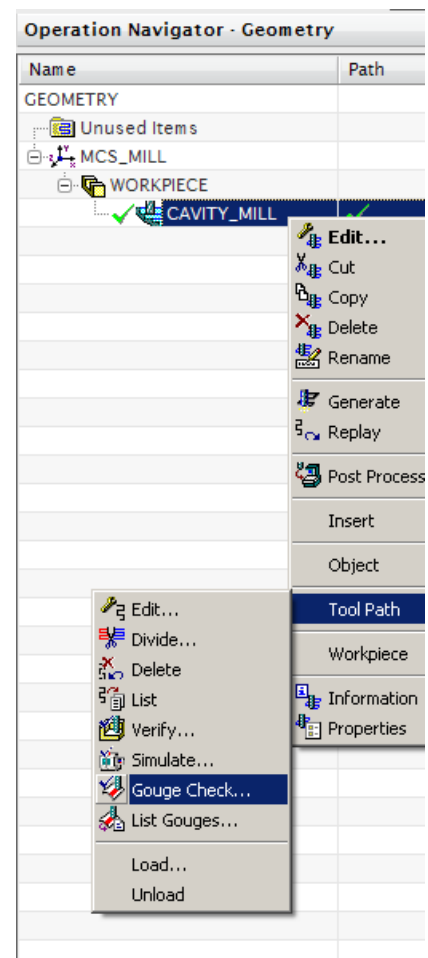 Operation Navigator - Geometry
Name Path
GEOMETRY
Unused Items
MCS_MILL
WORKPIECE
CAVITY_MILL
Edit...
Cut
Copy
Delete
Rename
Generate
Replay
Post Process
Insert
Object
Tool Path
Workpiece
Information
Properties
Edit...
Divide...
Delete
List
Verify...
Simulate...
Gouge Check...
List Gouges...
Load...
Unload